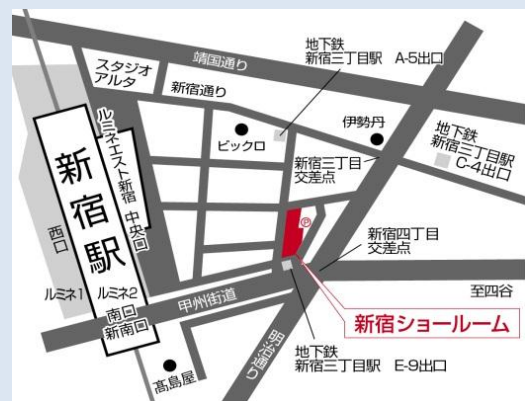 靖国通り
地下鉄
新宿三丁目駅 A-5出口
スタジオ
アルタ
新宿通り
ビックロ
伊勢丹
地下鉄
新宿三丁目駅
C-4出口
新宿三丁目
交差点
ルミネエスト新宿
中央口
新宿駅
西口
Ⓟ
新宿四丁目
交差点
ルミネ1
ルミネ2
甲州街道
至四谷
南口
新南口
新宿ショールーム
明治通り
地下鉄
新宿三丁目駅 E-9出口
髙島屋